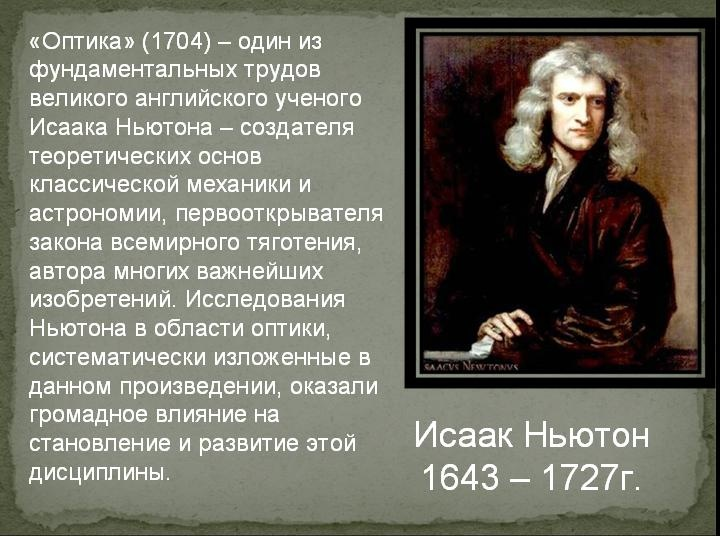 «Оптика» (1704) – один из
фундаментальных трудов
великого английского ученого
Исаака Ньютона – создателя
теоретических основ
классической механики и
астрономии, первооткрывателя
закона всемирного тяготения,
автора многих важнейших
изобретений. Исследования
Ньютона в области оптики,
систематически изложенные в
данном произведении, оказали
громадное влияние на
становление и развитие этой
дисциплины.
SAACVS NEWTONVS
Исаак Ньютон
1643 – 1727г.